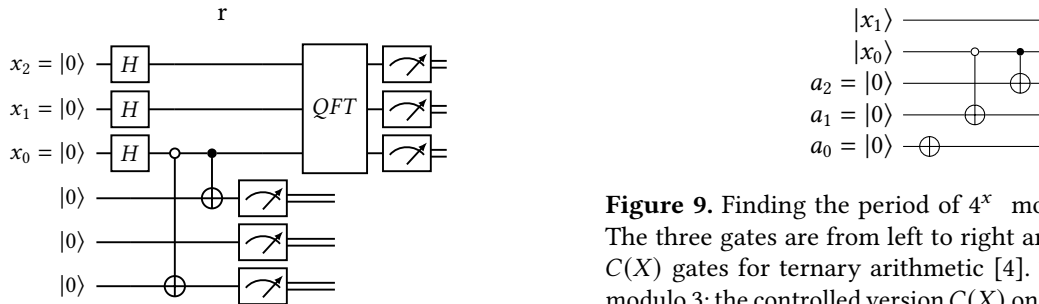 r
x₂ = |0⟩ H
x₁ = |0⟩ H QFT
x₀ = |0⟩ H
|0⟩
|0⟩
|0⟩
|x₁⟩
|x₀⟩
a₂ = |0⟩
a₁ = |0⟩
a₀ = |0⟩
Figure 9. Finding the period of 4ˣ mo
The three gates are from left to right an
C(X) gates for ternary arithmetic [4].
modulo 3; the controlled version C(X) on